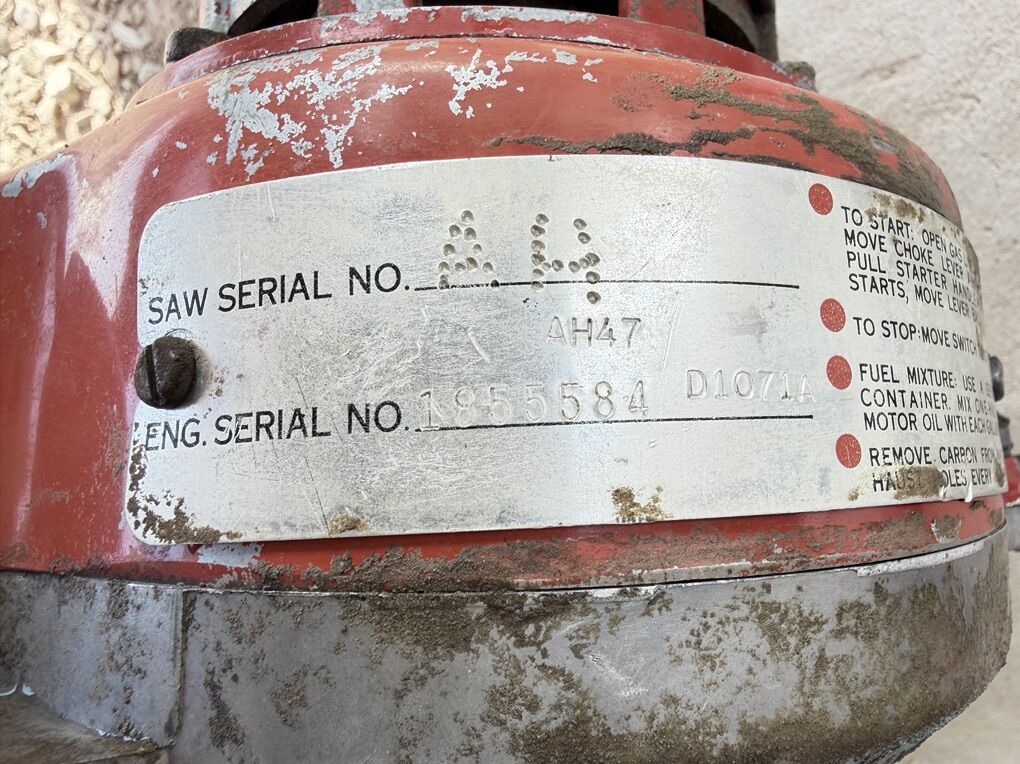 SAW SERIAL NO. A4
AH47
ENG. SERIAL NO. 1855584 D1071A
TO START: OPEN GAS
MOVE CHOKE LEVER
PULL STARTER HANDLE
STARTS, MOVE LEVER
TO STOP: MOVE SWITCH
FUEL MIXTURE: USE A
CONTAINER. MIX ONE
MOTOR OIL WITH EACH
REMOVE CARBON FROM
HAUST HOLES EVERY